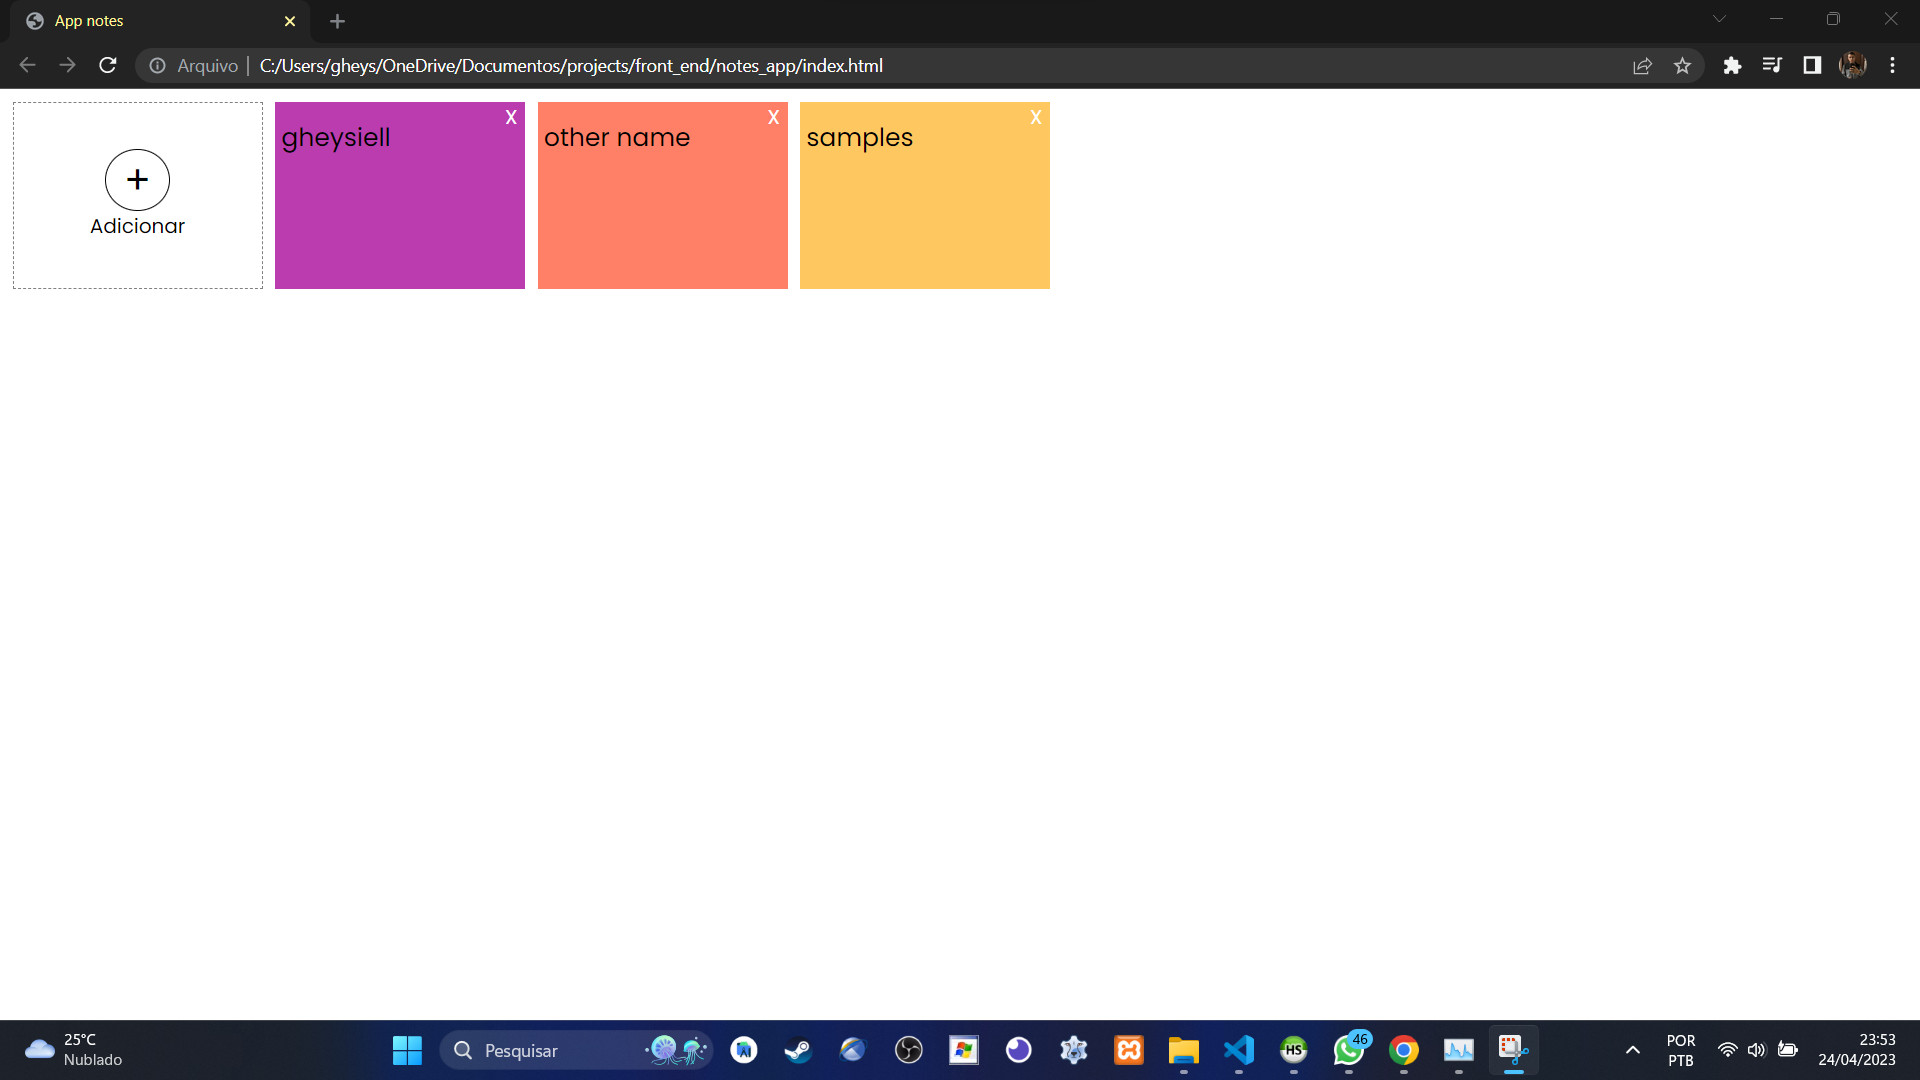 App notes
Arquivo | C:/Users/gheys/OneDrive/Documentos/projects/front_end/notes_app/index.html
+
Adicionar
X
gheysiell
X
other name
X
samples
25°C
Nublado
Pesquisar
HS
46
POR
PTB
23:53
24/04/2023